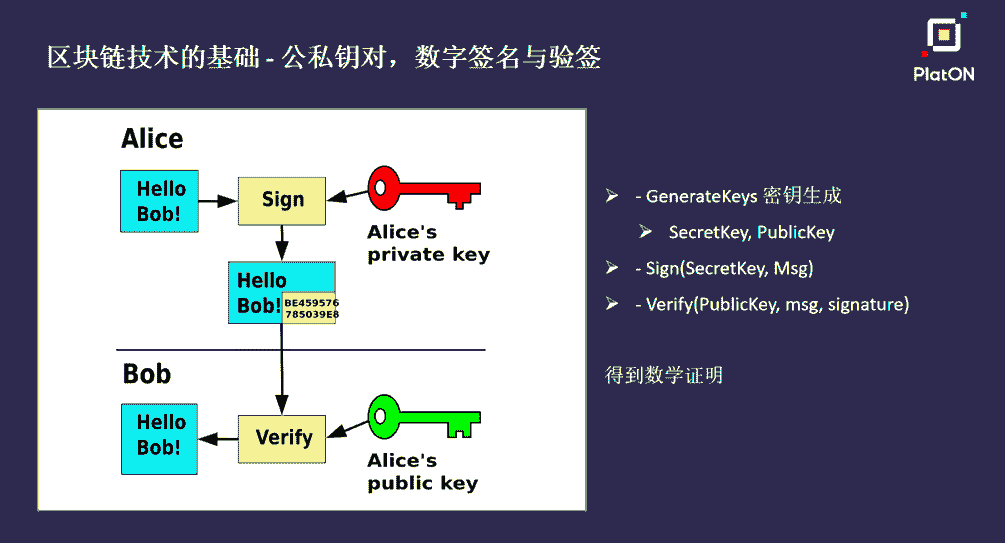 区块链技术的基础 - 公私钥对，数字签名与验签
PlatON
Alice
Hello
Bob!
Sign
Alice's
private key
Hello
Bob!
BE459576
785039E8
Bob
Hello
Bob!
Verify
Alice's
public key
- GenerateKeys 密钥生成
SecretKey, PublicKey
- Sign(SecretKey, Msg)
- Verify(PublicKey, msg, signature)
得到数学证明